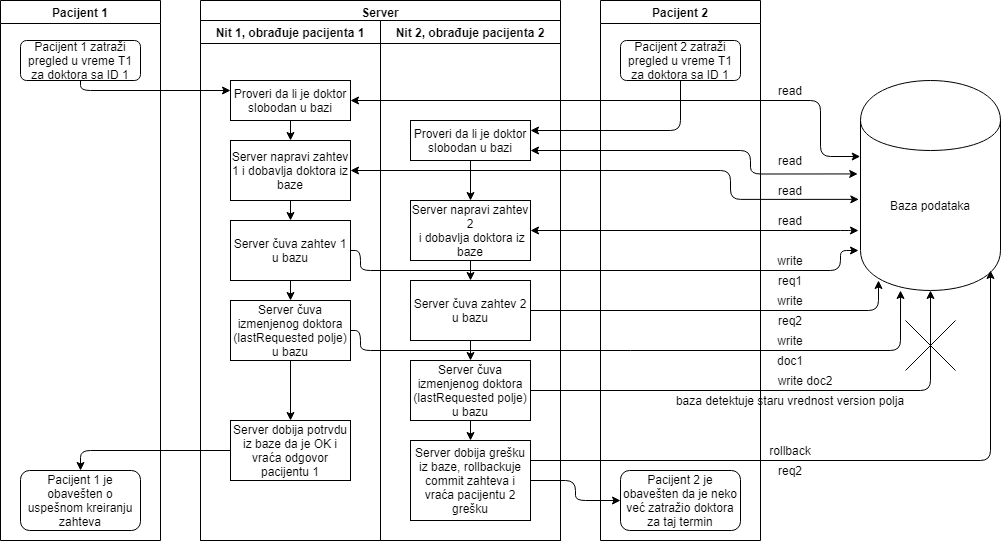 Pacijent 1
Server
Pacijent 2
Nit 1, obrađuje pacijenta 1
Nit 2, obrađuje pacijenta 2
Pacijent 1 zatraži
pregled u vreme T1
za doktora sa ID 1
Pacijent 2 zatraži
pregled u vreme T1
za doktora sa ID 1
Proveri da li je doktor
slobodan u bazi
read
Proveri da li je doktor
slobodan u bazi
read
Server napravi zahtev
1 i dobavlja doktora iz
baze
read
Server napravi zahtev
2
i dobavlja doktora iz
baze
read
Baza podataka
Server čuva zahtev 1
u bazu
write
req1
Server čuva zahtev 2
u bazu
write
req2
Server čuva
izmenjenog doktora
(lastRequested polje)
u bazu
write
doc1
Server čuva
izmenjenog doktora
(lastRequested polje)
u bazu
write doc2
baza detektuje staru vrednost version polja
Server dobija potvrdu
iz baze da je OK i
vraća odgovor
pacijentu 1
Server dobija grešku
iz baze, rollbackuje
commit zahteva i
vraća pacijentu 2
grešku
rollback
req2
Pacijent 1 je
obavešten o
uspešnom kreiranju
zahteva
Pacijent 2 je
obavešten da je neko
već zatražio doktora
za taj termin